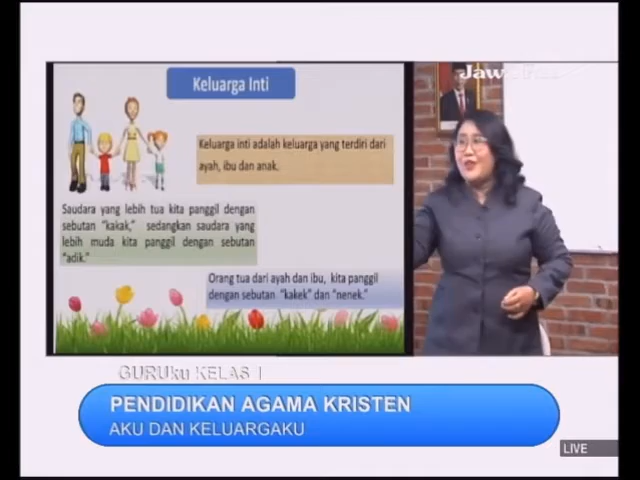 Keluarga Inti
Keluarga inti adalah keluarga yang terdiri dari
ayah, ibu dan anak.
Saudara yang lebih tua kita panggil dengan
sebutan "kakak," sedangkan saudara yang
lebih muda kita panggil dengan sebutan
"adik."
Orang tua dari ayah dan ibu, kita panggil
dengan sebutan "kakek" dan "nenek."
GURUku KELAS 1
PENDIDIKAN AGAMA KRISTEN
AKU DAN KELUARGAKU
LIVE